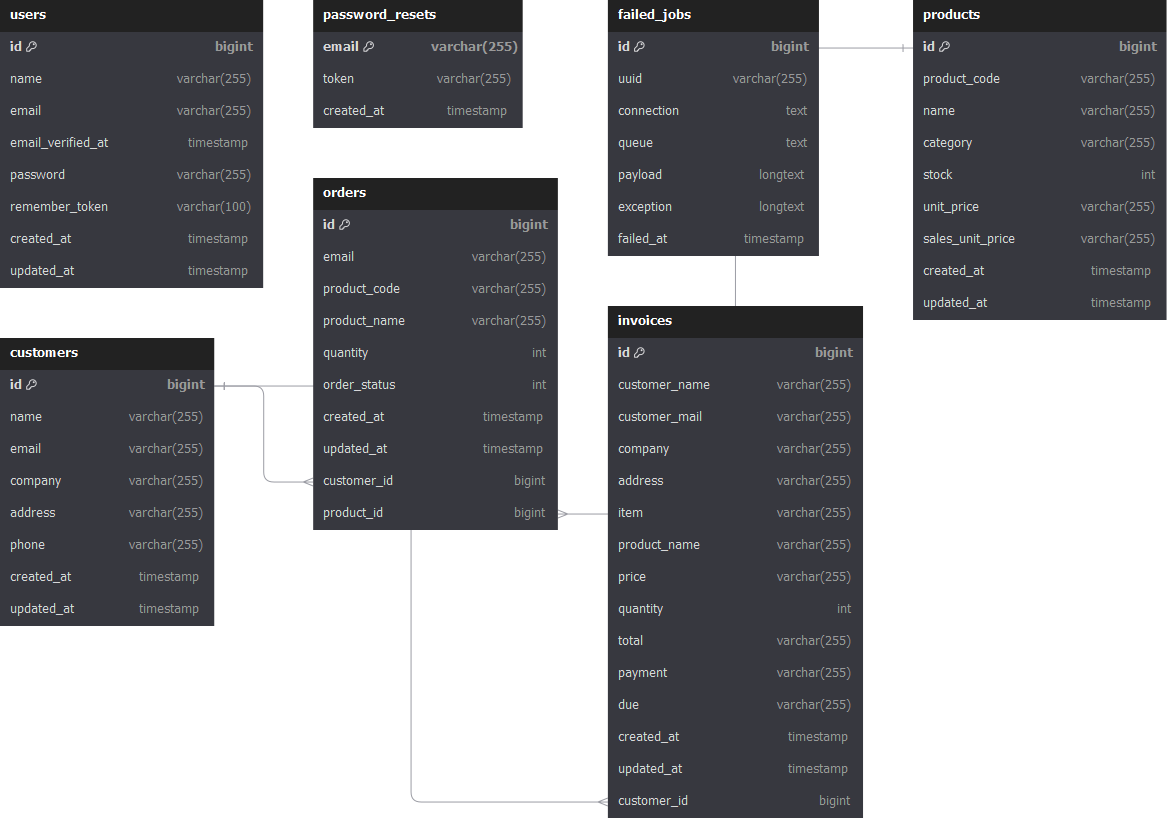 users
id bigint
name varchar(255)
email varchar(255)
email_verified_at timestamp
password varchar(255)
remember_token varchar(100)
created_at timestamp
updated_at timestamp
password_resets
email varchar(255)
token varchar(255)
created_at timestamp
failed_jobs
id bigint
uuid varchar(255)
connection text
queue text
payload longtext
exception longtext
failed_at timestamp
products
id bigint
product_code varchar(255)
name varchar(255)
category varchar(255)
stock int
unit_price varchar(255)
sales_unit_price varchar(255)
created_at timestamp
updated_at timestamp
orders
id bigint
email varchar(255)
product_code varchar(255)
product_name varchar(255)
quantity int
order_status int
created_at timestamp
updated_at timestamp
customer_id bigint
product_id bigint
customers
id bigint
name varchar(255)
email varchar(255)
company varchar(255)
address varchar(255)
phone varchar(255)
created_at timestamp
updated_at timestamp
invoices
id bigint
customer_name varchar(255)
customer_mail varchar(255)
company varchar(255)
address varchar(255)
item varchar(255)
product_name varchar(255)
price varchar(255)
quantity int
total varchar(255)
payment varchar(255)
due varchar(255)
created_at timestamp
updated_at timestamp
customer_id bigint